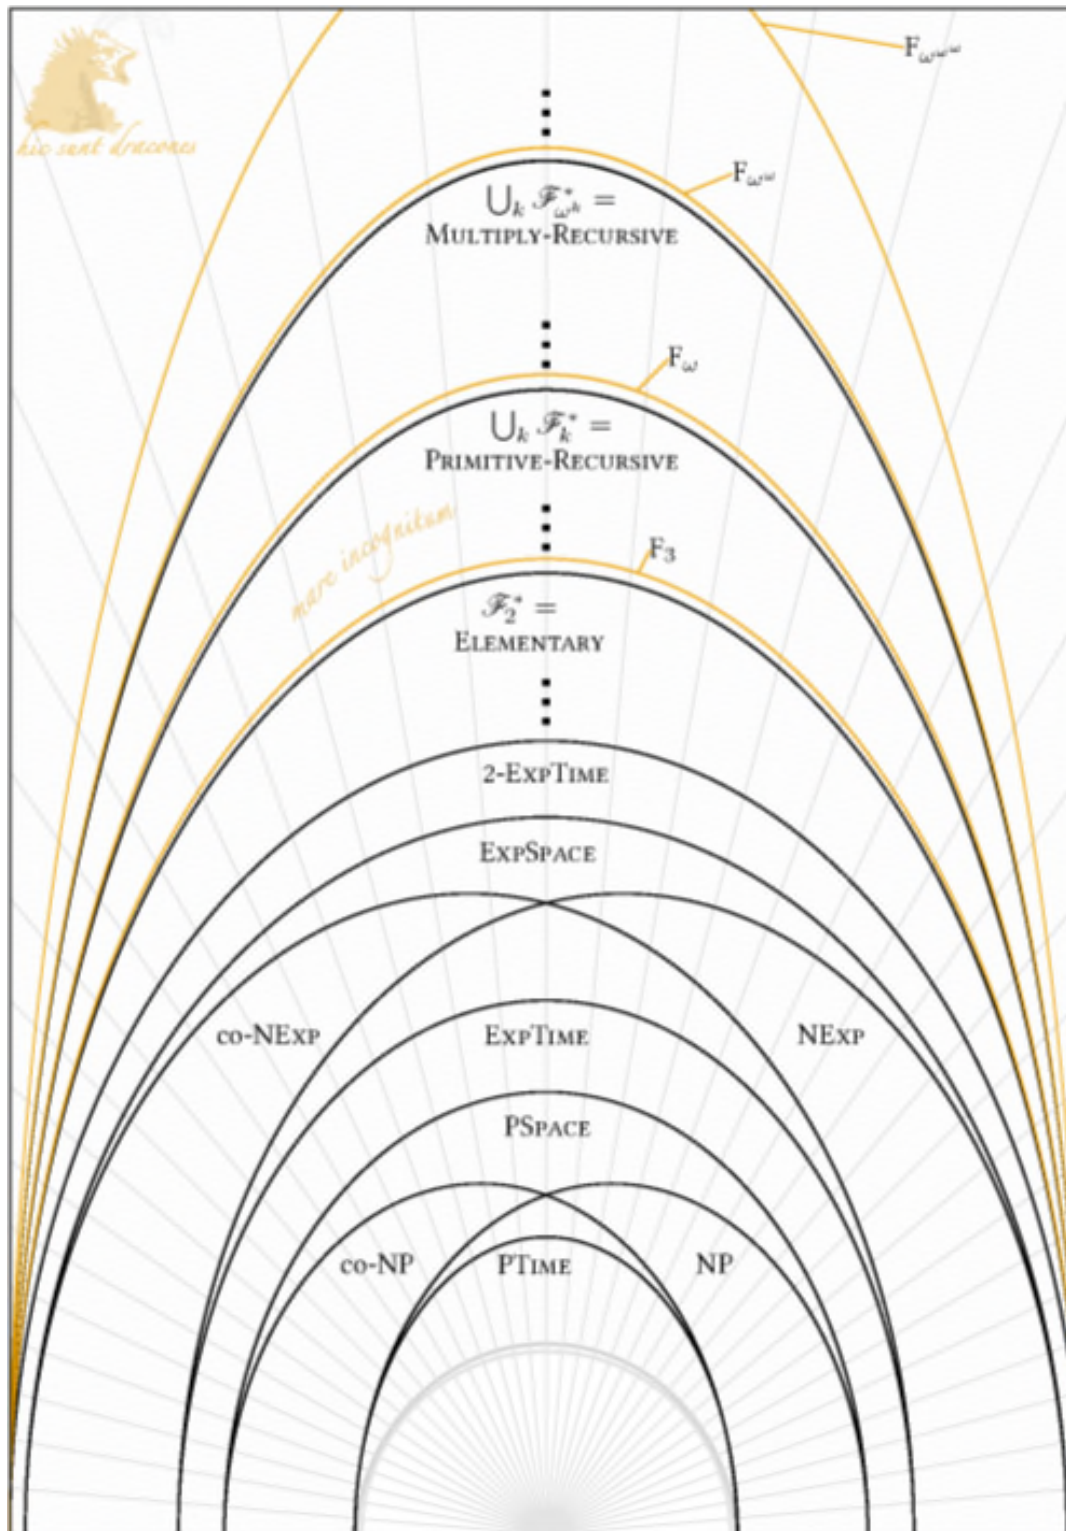 F_{ω^{ω^ω}}
hic sunt dracones
F_{ω^ω}
⋃_k ℱ*_{ω^k} =
MULTIPLY-RECURSIVE
F_ω
⋃_k ℱ*_k =
PRIMITIVE-RECURSIVE
mare incognitum
F_3
ℱ*_2 =
ELEMENTARY
2-EXPTIME
EXPSPACE
co-NEXP
EXPTIME
NEXP
PSPACE
co-NP
PTIME
NP